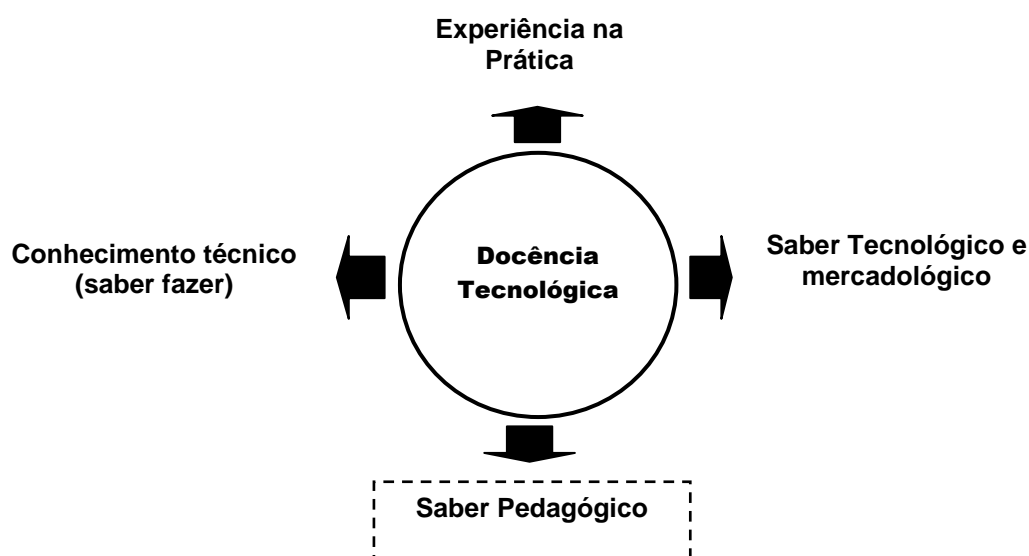 Experiência na
Prática
Conhecimento técnico
(saber fazer)
Docência
Tecnológica
Saber Tecnológico e
mercadológico
Saber Pedagógico